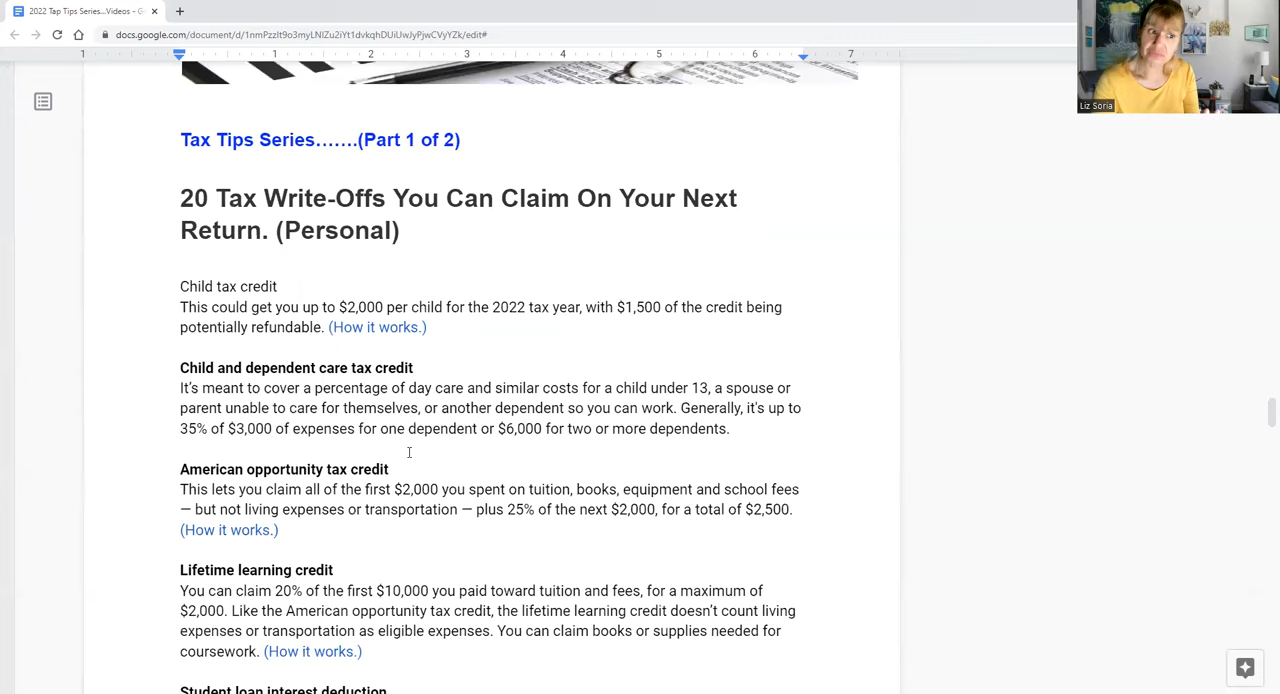 2022 Tap Tips Series...Videos - G
docs.google.com/document/d/1nmPzzIt9o3myLNlZu2iYt1dvkqhDUiUwJyPjwCVyYZk/edit#
1 1 2 3 4 5 6 7
Liz Soria
Tax Tips Series…….(Part 1 of 2)
20 Tax Write-Offs You Can Claim On Your Next
Return. (Personal)
Child tax credit
This could get you up to $2,000 per child for the 2022 tax year, with $1,500 of the credit being
potentially refundable. (How it works.)
Child and dependent care tax credit
It’s meant to cover a percentage of day care and similar costs for a child under 13, a spouse or
parent unable to care for themselves, or another dependent so you can work. Generally, it's up to
35% of $3,000 of expenses for one dependent or $6,000 for two or more dependents.
American opportunity tax credit
This lets you claim all of the first $2,000 you spent on tuition, books, equipment and school fees
— but not living expenses or transportation — plus 25% of the next $2,000, for a total of $2,500.
(How it works.)
Lifetime learning credit
You can claim 20% of the first $10,000 you paid toward tuition and fees, for a maximum of
$2,000. Like the American opportunity tax credit, the lifetime learning credit doesn’t count living
expenses or transportation as eligible expenses. You can claim books or supplies needed for
coursework. (How it works.)
Student loan interest deduction